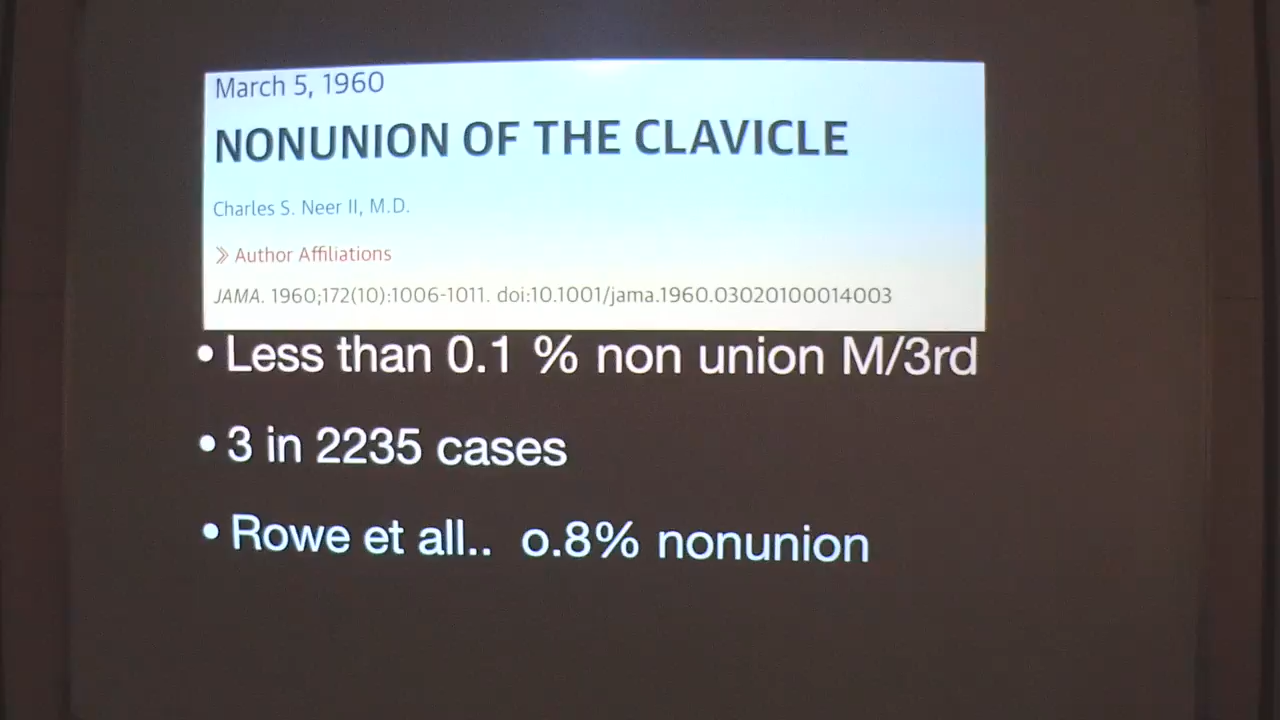 March 5, 1960
NONUNION OF THE CLAVICLE
Charles S. Neer II, M.D.
» Author Affiliations
JAMA. 1960;172(10):1006-1011. doi:10.1001/jama.1960.03020100014003
• Less than 0.1 % non union M/3rd
• 3 in 2235 cases
• Rowe et all.. o.8% nonunion